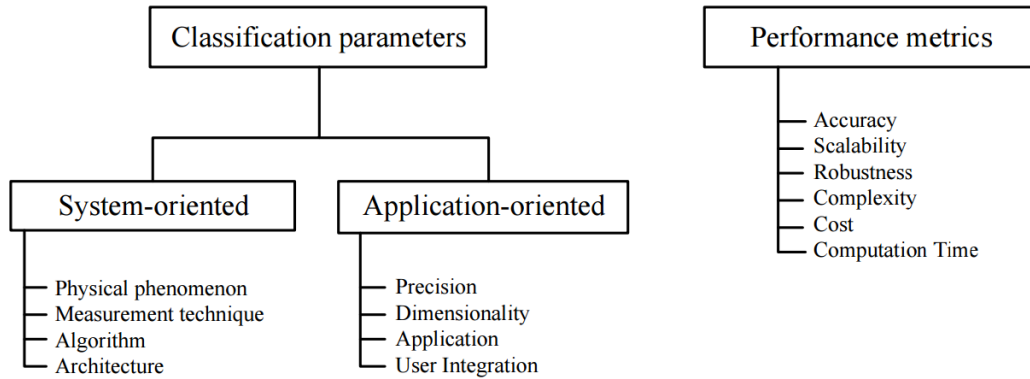 Classification parameters
System-oriented
Physical phenomenon
Measurement technique
Algorithm
Architecture
Application-oriented
Precision
Dimensionality
Application
User Integration
Performance metrics
Accuracy
Scalability
Robustness
Complexity
Cost
Computation Time